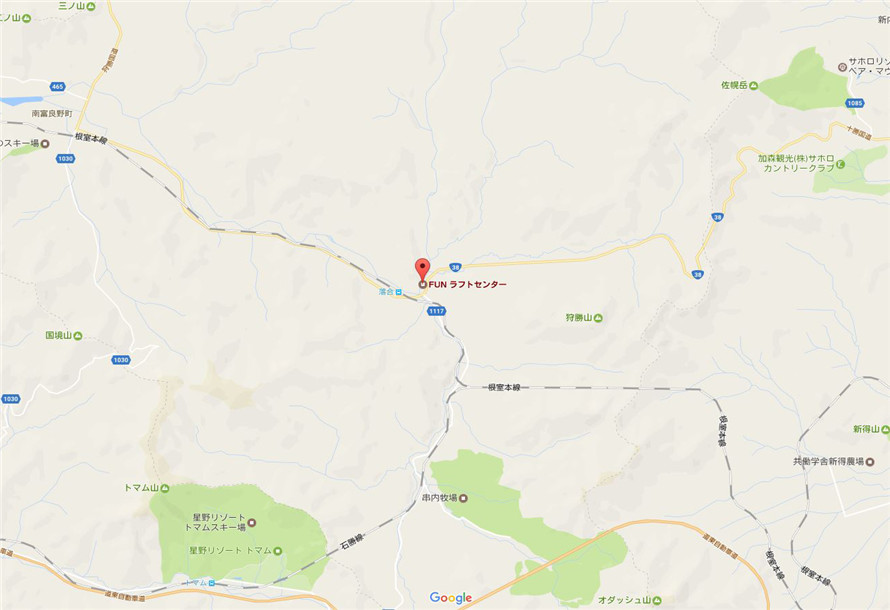 三ノ山
二ノ山
狩勝国道
465
南富良野町
根室本線
のスキー場
1030
佐幌岳
サホロリゾ
ベア・マウ
1085
十勝国道
加森観光(株)サホロ
カントリークラブ
38
38
38
FUN ラフトセンター
落合
1117
狩勝山
国境山
1030
1030
根室本線
根室本線
新得山
共働学舎新得農場
トマム山
串内牧場
星野リゾート
トマムスキー場
星野リゾート トマム
石勝線
トマム
道東自動車道
車道
道東自動車道
根室本線
根室本線
オダッシュ山
Google